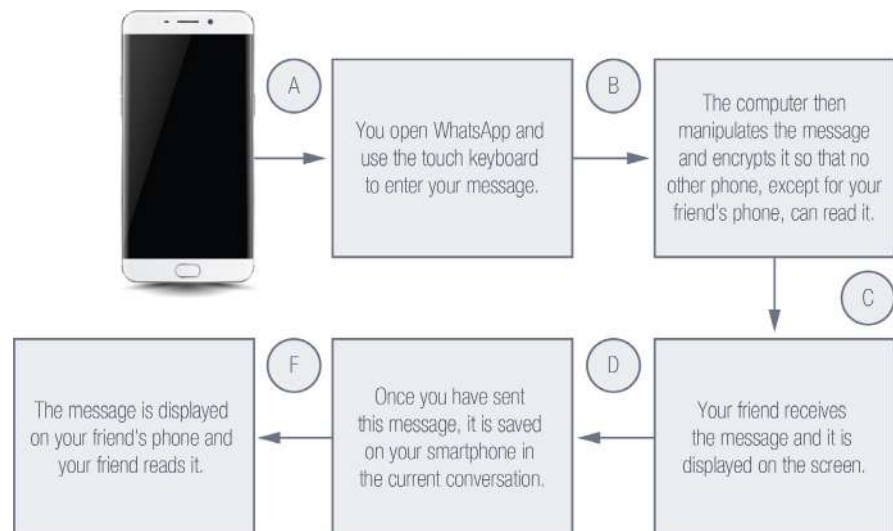 A
You open WhatsApp and
use the touch keyboard
to enter your message.
B
The computer then
manipulates the message
and encrypts it so that no
other phone, except for your
friend's phone, can read it.
C
Your friend receives
the message and it is
displayed on the screen.
D
Once you have sent
this message, it is saved
on your smartphone in
the current conversation.
F
The message is displayed
on your friend's phone and
your friend reads it.